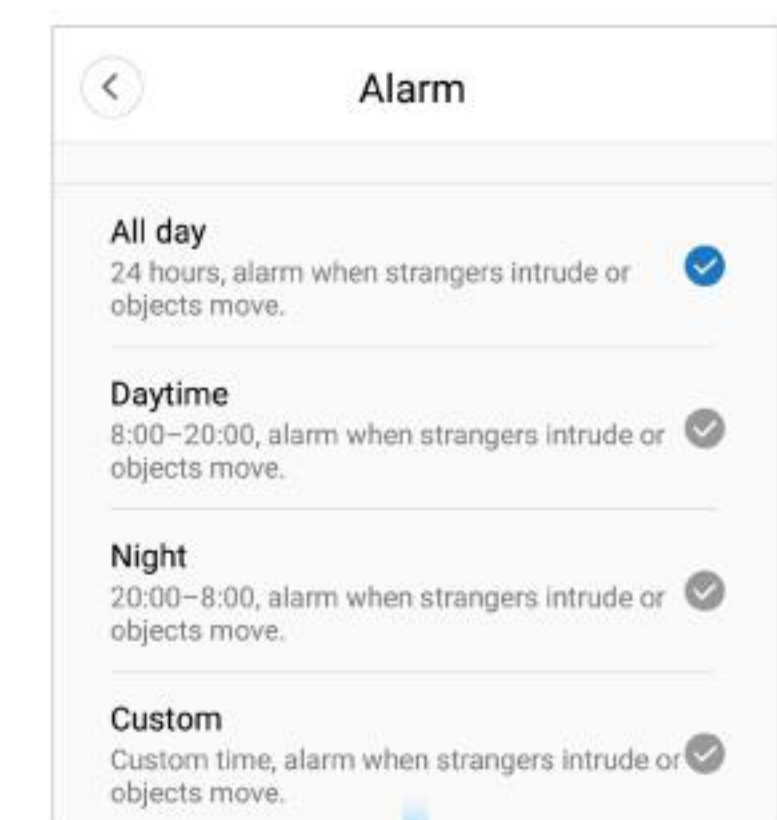 Alarm
All day
24 hours, alarm when strangers intrude or
objects move.
Daytime
8:00–20:00, alarm when strangers intrude or
objects move.
Night
20:00–8:00, alarm when strangers intrude or
objects move.
Custom
Custom time, alarm when strangers intrude or
objects move.